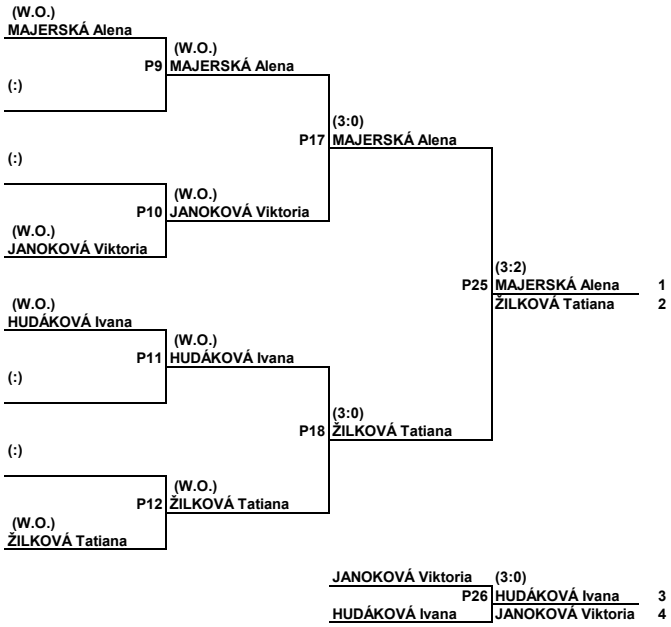 (W.O.)
MAJERSKÁ Alena
(W.O.)
P9 MAJERSKÁ Alena
(:)
(3:0)
P17 MAJERSKÁ Alena
(:)
(W.O.)
P10 JANOKOVÁ Viktoria
(W.O.)
JANOKOVÁ Viktoria
(3:2)
P25 MAJERSKÁ Alena 1
ŽILKOVÁ Tatiana 2
(W.O.)
HUDÁKOVÁ Ivana
(W.O.)
P11 HUDÁKOVÁ Ivana
(:)
(3:0)
P18 ŽILKOVÁ Tatiana
(:)
(W.O.)
P12 ŽILKOVÁ Tatiana
(W.O.)
ŽILKOVÁ Tatiana
JANOKOVÁ Viktoria (3:0)
P26 HUDÁKOVÁ Ivana 3
HUDÁKOVÁ Ivana JANOKOVÁ Viktoria 4